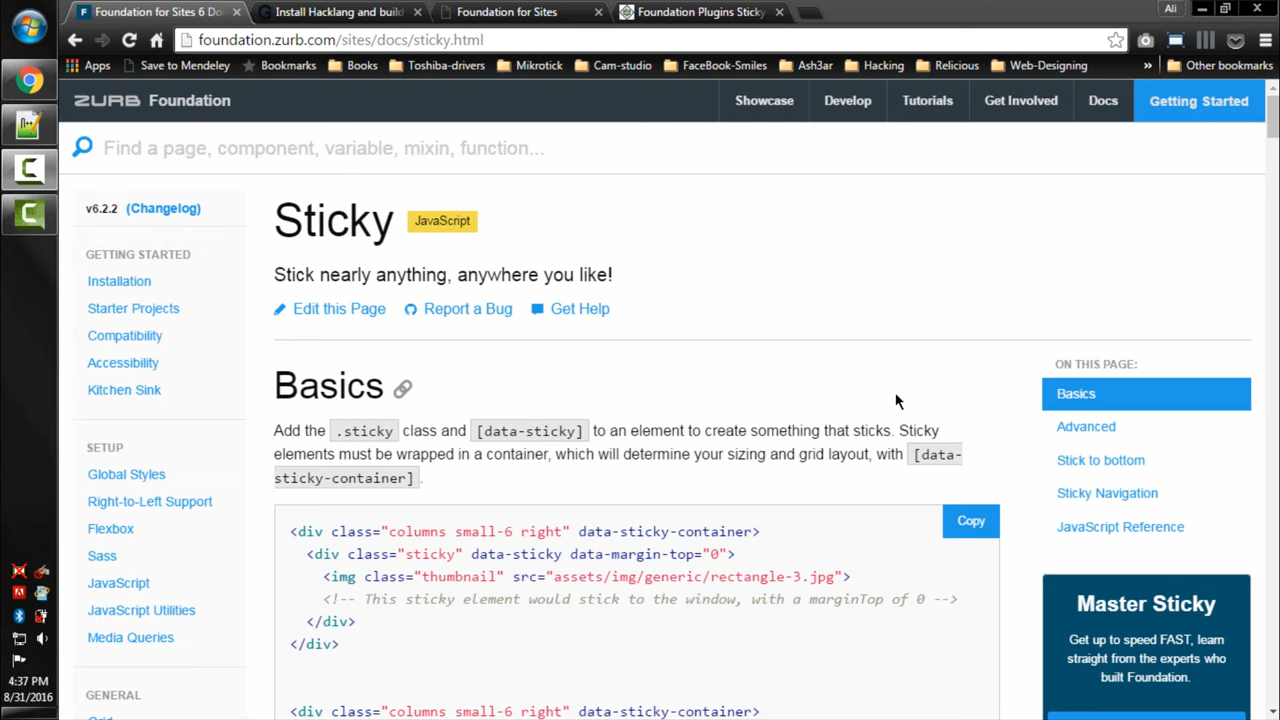 Foundation for Sites 6 Do
Install Hacklang and build
Foundation for Sites
Foundation Plugins Sticky
Ali
foundation.zurb.com/sites/docs/sticky.html
Apps
Save to Mendeley
Bookmarks
Books
Toshiba-drivers
Mikrotick
Cam-studio
FaceBook-Smiles
Ash3ar
Hacking
Relicious
Web-Designing
»
Other bookmarks
ZURB Foundation
Showcase
Develop
Tutorials
Get Involved
Docs
Getting Started
Find a page, component, variable, mixin, function...
v6.2.2 (Changelog)
GETTING STARTED
Installation
Starter Projects
Compatibility
Accessibility
Kitchen Sink
SETUP
Global Styles
Right-to-Left Support
Flexbox
Sass
JavaScript
JavaScript Utilities
Media Queries
GENERAL
Sticky JavaScript
Stick nearly anything, anywhere you like!
Edit this Page
Report a Bug
Get Help
Basics
Add the .sticky class and [data-sticky] to an element to create something that sticks. Sticky
elements must be wrapped in a container, which will determine your sizing and grid layout, with [data-
sticky-container].
Copy
<div class="columns small-6 right" data-sticky-container>
<div class="sticky" data-sticky data-margin-top="0">
<img class="thumbnail" src="assets/img/generic/rectangle-3.jpg">
<!-- This sticky element would stick to the window, with a marginTop of 0 -->
</div>
</div>
<div class="columns small-6 right" data-sticky-container>
ON THIS PAGE:
Basics
Advanced
Stick to bottom
Sticky Navigation
JavaScript Reference
Master Sticky
Get up to speed FAST, learn
straight from the experts who
built Foundation.
4:37 PM
8/31/2016